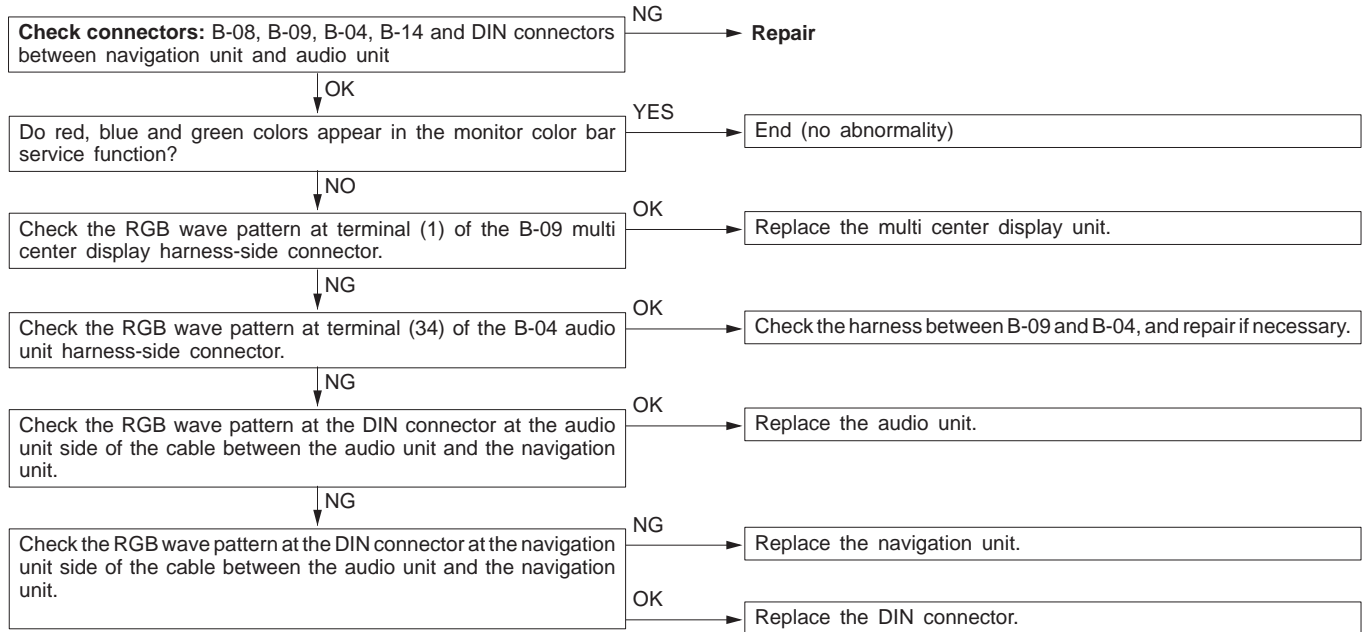 NG
Check connectors: B-08, B-09, B-04, B-14 and DIN connectors
between navigation unit and audio unit
Repair
OK
YES
Do red, blue and green colors appear in the monitor color bar
service function?
End (no abnormality)
NO
OK
Check the RGB wave pattern at terminal (1) of the B-09 multi
center display harness-side connector.
Replace the multi center display unit.
NG
OK
Check the RGB wave pattern at terminal (34) of the B-04 audio
unit harness-side connector.
Check the harness between B-09 and B-04, and repair if necessary.
NG
OK
Check the RGB wave pattern at the DIN connector at the audio
unit side of the cable between the audio unit and the navigation
unit.
Replace the audio unit.
NG
NG
Check the RGB wave pattern at the DIN connector at the navigation
unit side of the cable between the audio unit and the navigation
unit.
Replace the navigation unit.
OK
Replace the DIN connector.